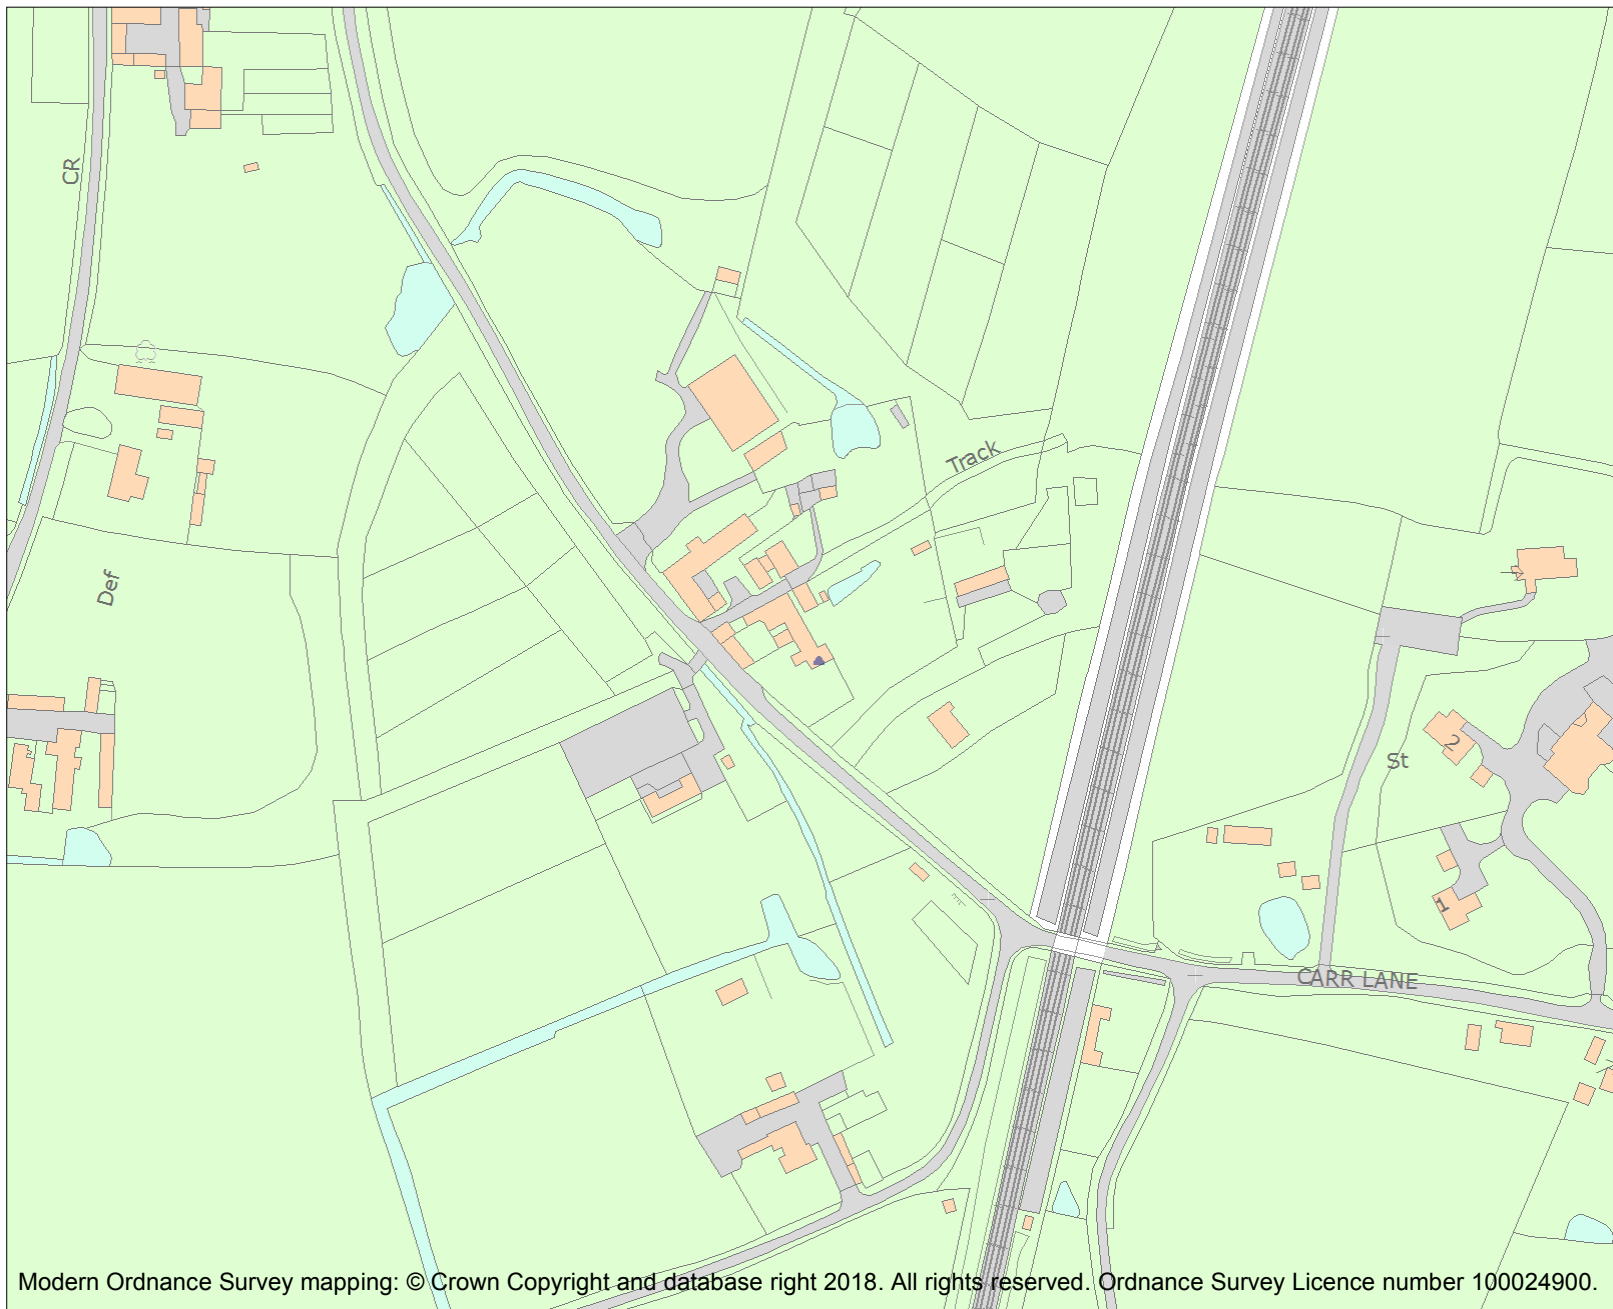 CR
Track
Def
2
St
1
CARR LANE
Modern Ordnance Survey mapping: © Crown Copyright and database right 2018. All rights reserved. Ordnance Survey Licence number 100024900.